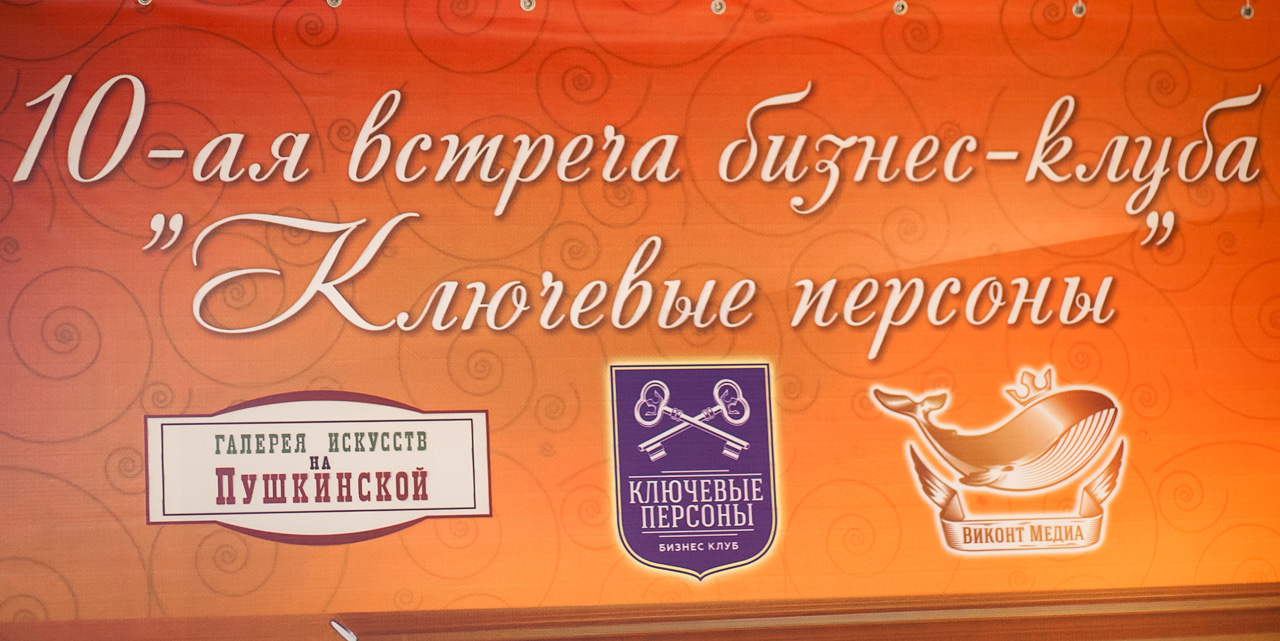 10-ая встреча бизнес-клуба
"Ключевые персоны"
ГАЛЕРЕЯ ИСКУССТВ
НА
ПУШКИНСКОЙ
КЛЮЧЕВЫЕ
ПЕРСОНЫ
БИЗНЕС КЛУБ
ВИКОНТ МЕДИА